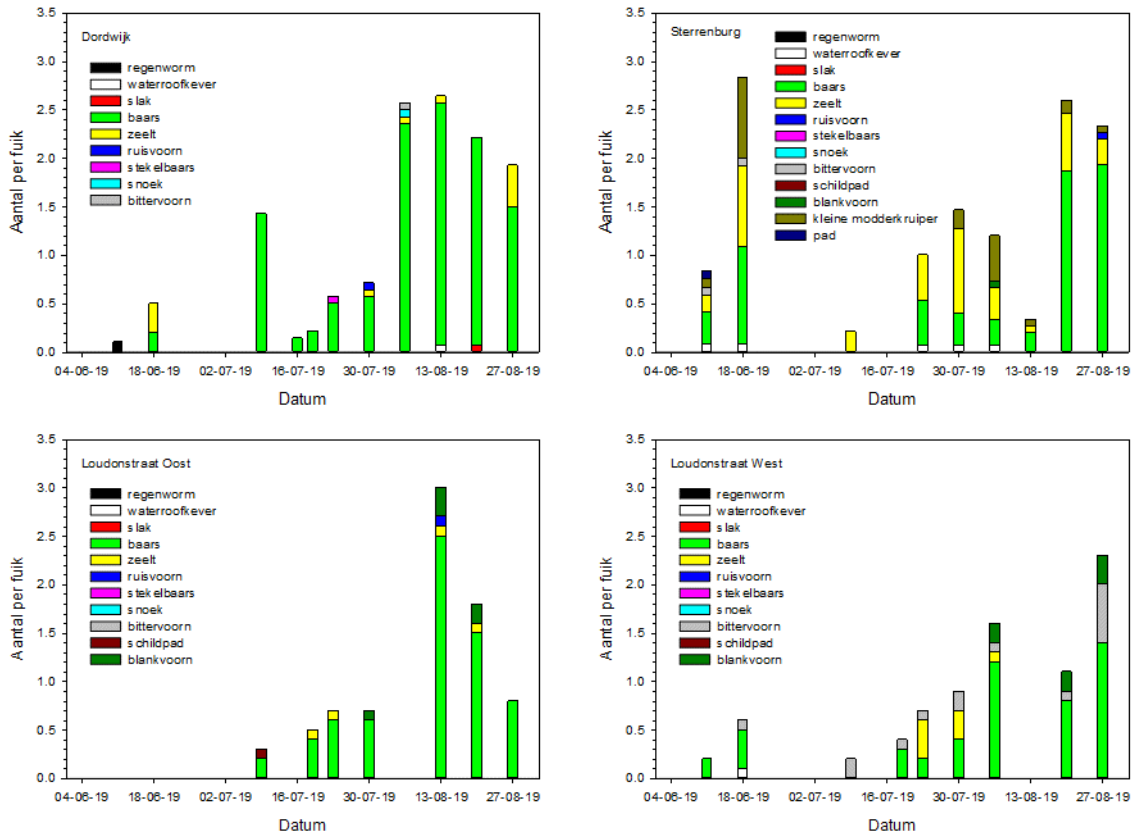 Dordwijk
regenworm
waterroofkever
slak
baars
zeelt
ruisvoorn
stekelbaars
snoek
bittervoorn
Aantal per fuik
3.5
3.0
2.5
2.0
1.5
1.0
0.5
0.0
04-06-19 18-06-19 02-07-19 16-07-19 30-07-19 13-08-19 27-08-19
Datum
Sterrenburg
regenworm
waterroofkever
slak
baars
zeelt
ruisvoorn
stekelbaars
snoek
bittervoorn
schildpad
blankvoorn
kleine modderkruiper
pad
Aantal per fuik
3.5
3.0
2.5
2.0
1.5
1.0
0.5
0.0
04-06-19 18-06-19 02-07-19 16-07-19 30-07-19 13-08-19 27-08-19
Datum
Loudonstraat Oost
regenworm
waterroofkever
slak
baars
zeelt
ruisvoorn
stekelbaars
snoek
bittervoorn
schildpad
blankvoorn
Aantal per fuik
3.5
3.0
2.5
2.0
1.5
1.0
0.5
0.0
04-06-19 18-06-19 02-07-19 16-07-19 30-07-19 13-08-19 27-08-19
Datum
Loudonstraat West
regenworm
waterroofkever
slak
baars
zeelt
ruisvoorn
stekelbaars
snoek
bittervoorn
schildpad
blankvoorn
Aantal per fuik
3.5
3.0
2.5
2.0
1.5
1.0
0.5
0.0
04-06-19 18-06-19 02-07-19 16-07-19 30-07-19 13-08-19 27-08-19
Datum